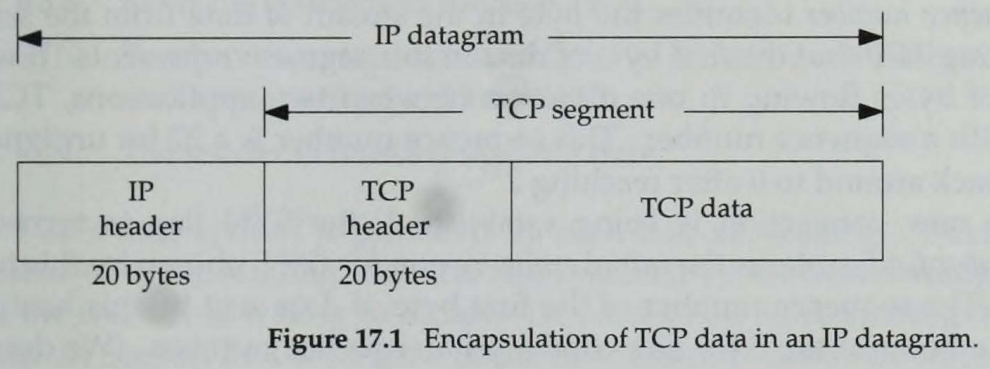 IP datagram
TCP segment
IP
header
TCP
header
TCP data
20 bytes
20 bytes
Figure 17.1 Encapsulation of TCP data in an IP datagram.